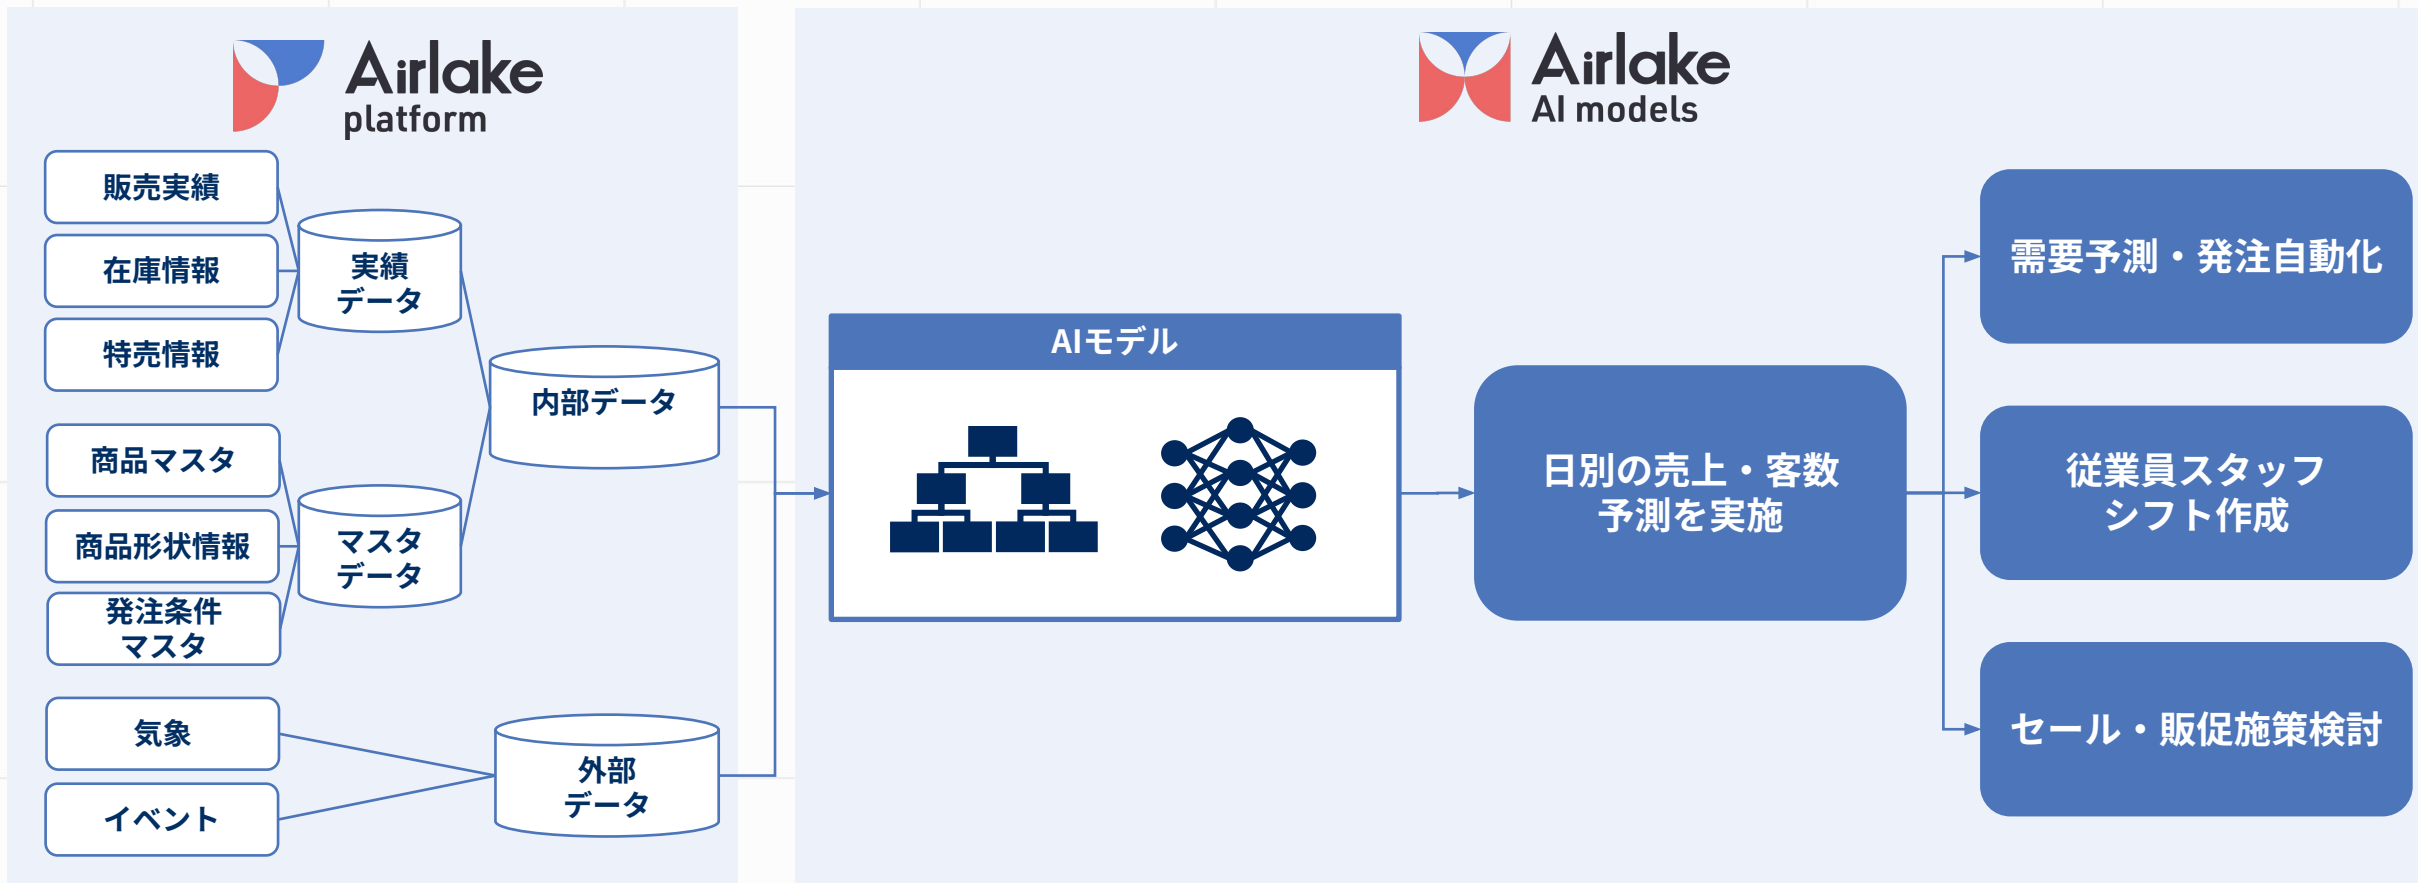 Airlake
platform
販売実績
在庫情報
特売情報
実績
データ
商品マスタ
商品形状情報
発注条件
マスタ
マスタ
データ
内部データ
気象
イベント
外部
データ
Airlake
AI models
AIモデル
日別の売上・客数
予測を実施
需要予測・発注自動化
従業員スタッフ
シフト作成
セール・販促施策検討